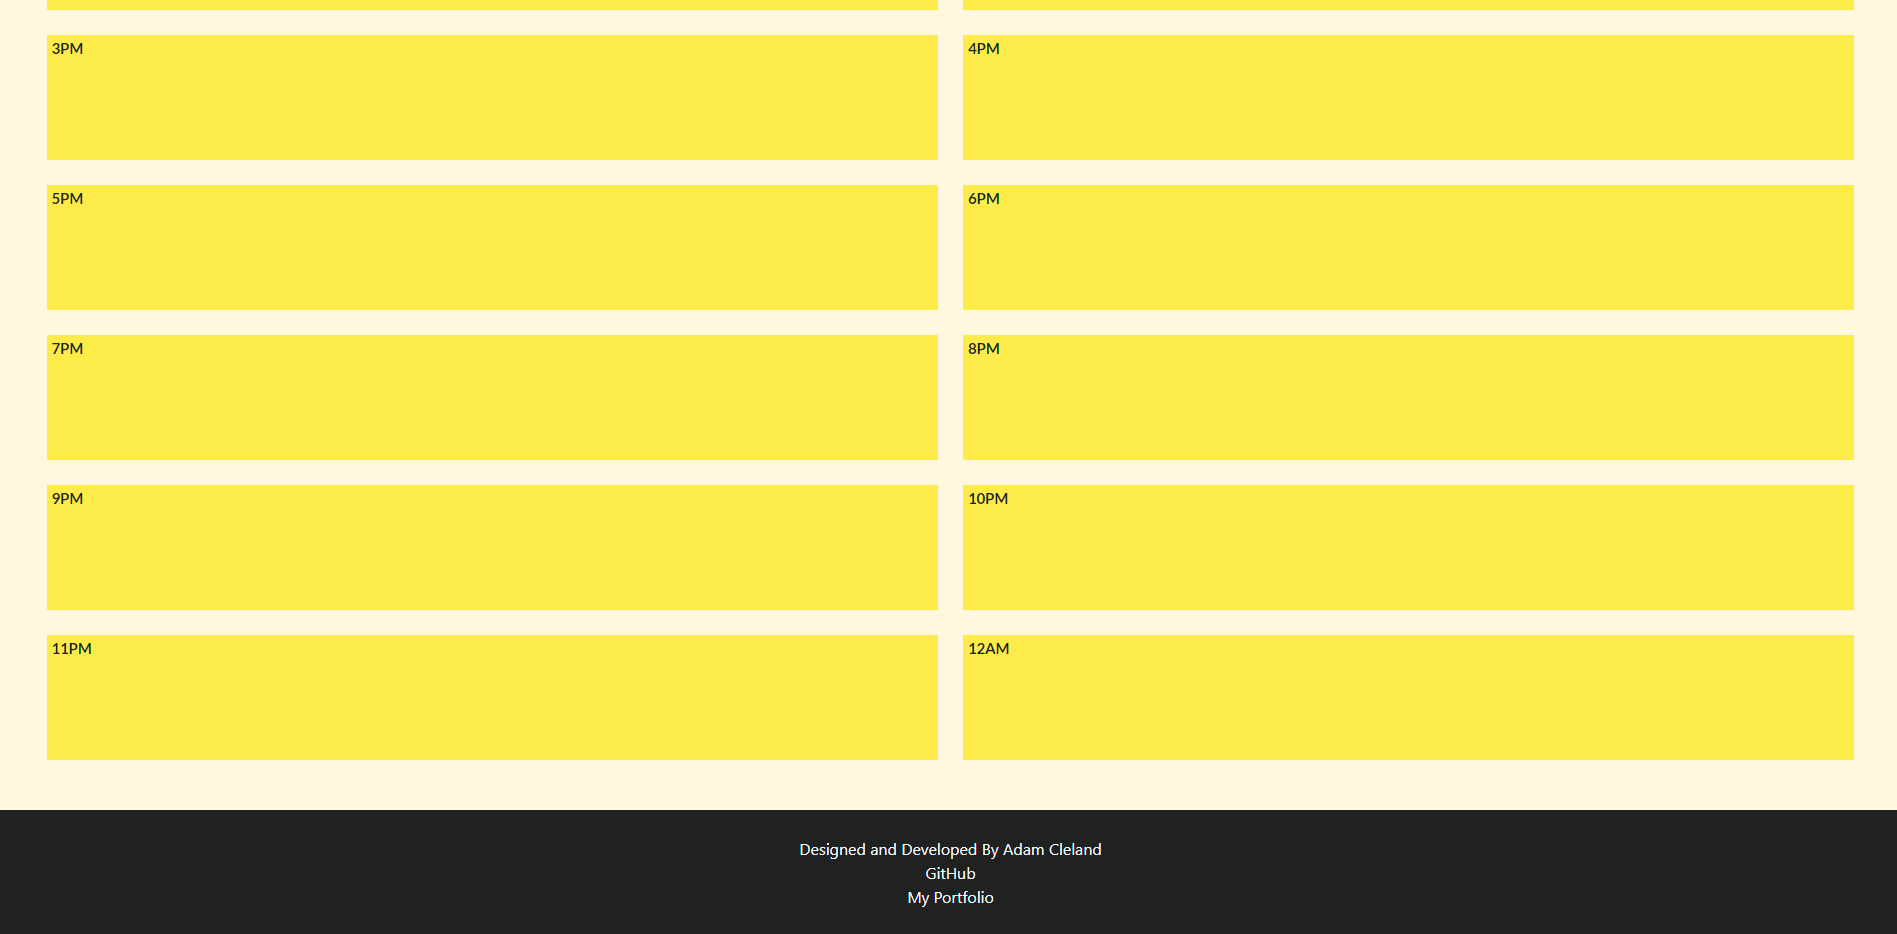 3PM
4PM
5PM
6PM
7PM
8PM
9PM
10PM
11PM
12AM
Designed and Developed By Adam Cleland
GitHub
My Portfolio